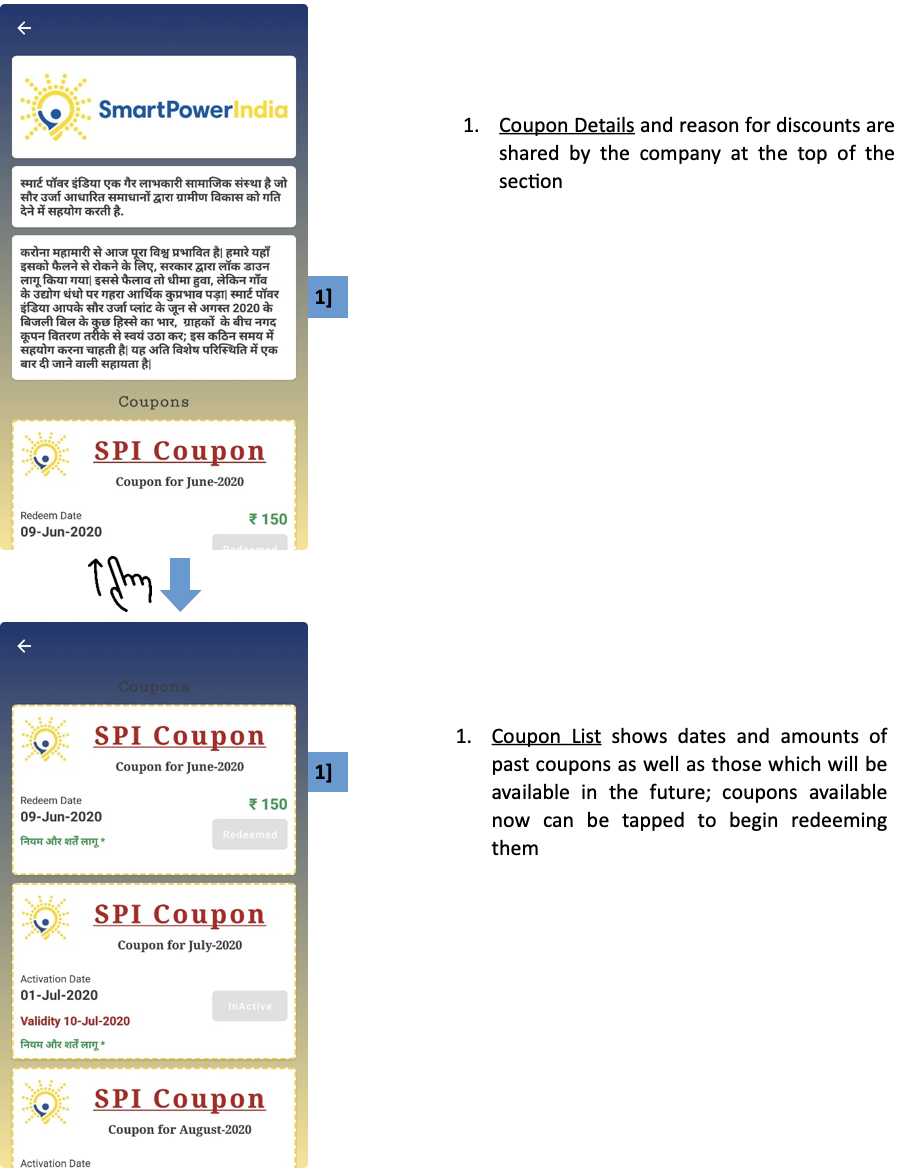 SmartPowerIndia
स्मार्ट पॉवर इंडिया एक गैर लाभकारी सामाजिक संस्था है जो
सौर उर्जा आधारित समाधानों द्वारा ग्रामीण विकास को गति
देने में सहयोग करती है.
करोना महामारी से आज पूरा विश्व प्रभावित है| हमारे यहाँ
इसको फैलने से रोकने के लिए, सरकार द्वारा लॉक डाउन
लागू किया गया| इससे फैलाव तो धीमा हुवा, लेकिन गाँव
के उद्योग धंधो पर गहरा आर्थिक कुप्रभाव पड़ा| स्मार्ट पॉवर
इंडिया आपके सौर उर्जा प्लांट के जून से अगस्त 2020 के
बिजली बिल के कुछ हिस्से का भार, ग्राहकों के बीच नगद
कूपन वितरण तरीके से स्वयं उठा कर; इस कठिन समय में
सहयोग करना चाहती है| यह अति विशेष परिस्थिति में एक
बार दी जाने वाली सहायता है|
1]
Coupons
SPI Coupon
Coupon for June-2020
Redeem Date
₹ 150
09-Jun-2020
Redeemed
1. Coupon Details and reason for discounts are
shared by the company at the top of the
section
Coupons
SPI Coupon
Coupon for June-2020
1]
Redeem Date
₹ 150
09-Jun-2020
Redeemed
नियम और शर्तें लागू *
SPI Coupon
Coupon for July-2020
Activation Date
01-Jul-2020
InActive
Validity 10-Jul-2020
नियम और शर्तें लागू *
SPI Coupon
Coupon for August-2020
Activation Date
1. Coupon List shows dates and amounts of
past coupons as well as those which will be
available in the future; coupons available
now can be tapped to begin redeeming
them